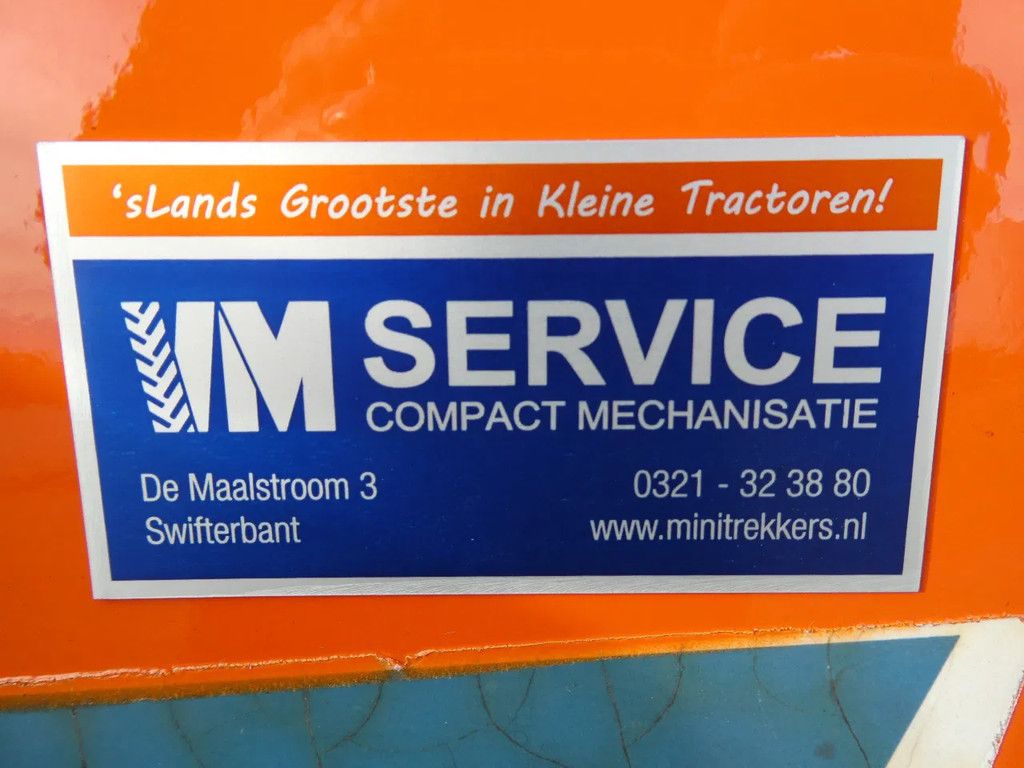 ‘sLands Grootste in Kleine Tractoren!
VM SERVICE
COMPACT MECHANISATIE
De Maalstroom 3
0321 - 32 38 80
Swifterbant
www.minitrekkers.nl